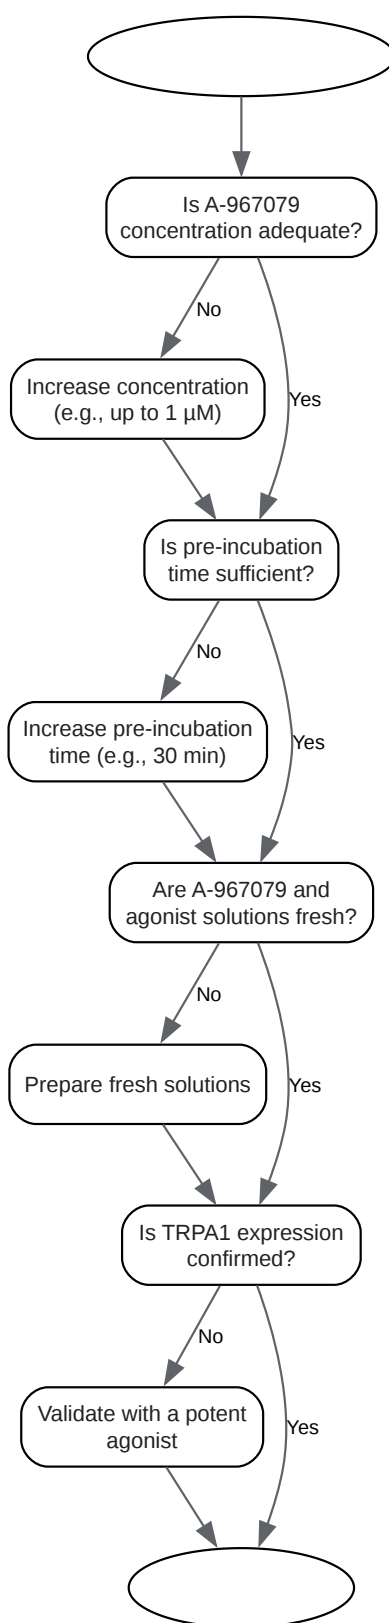 Is A-967079
concentration adequate?
No
Increase concentration
(e.g., up to 1 µM)
Yes
Is pre-incubation
time sufficient?
No
Increase pre-incubation
time (e.g., 30 min)
Yes
Are A-967079 and
agonist solutions fresh?
No
Prepare fresh solutions
Yes
Is TRPA1 expression
confirmed?
No
Validate with a potent
agonist
Yes